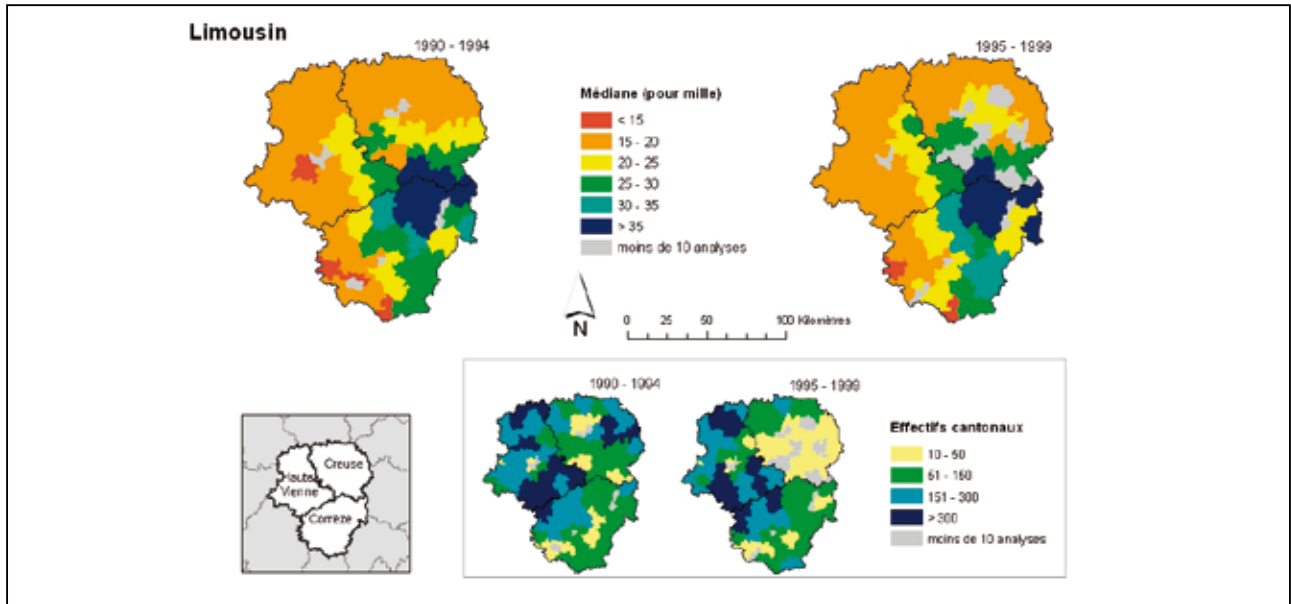 Limousin
1990 - 1994
1995 - 1999
Médiane (pour mille)
< 15
15 - 20
20 - 25
25 - 30
30 - 35
> 35
moins de 10 analyses
N
0 25 50 100 Kilomètres
1990 - 1994
1995 - 1999
Effectifs cantonaux
10 - 50
51 - 150
151 - 300
> 300
moins de 10 analyses
Creuse
Haute
Vienne
Corrèze